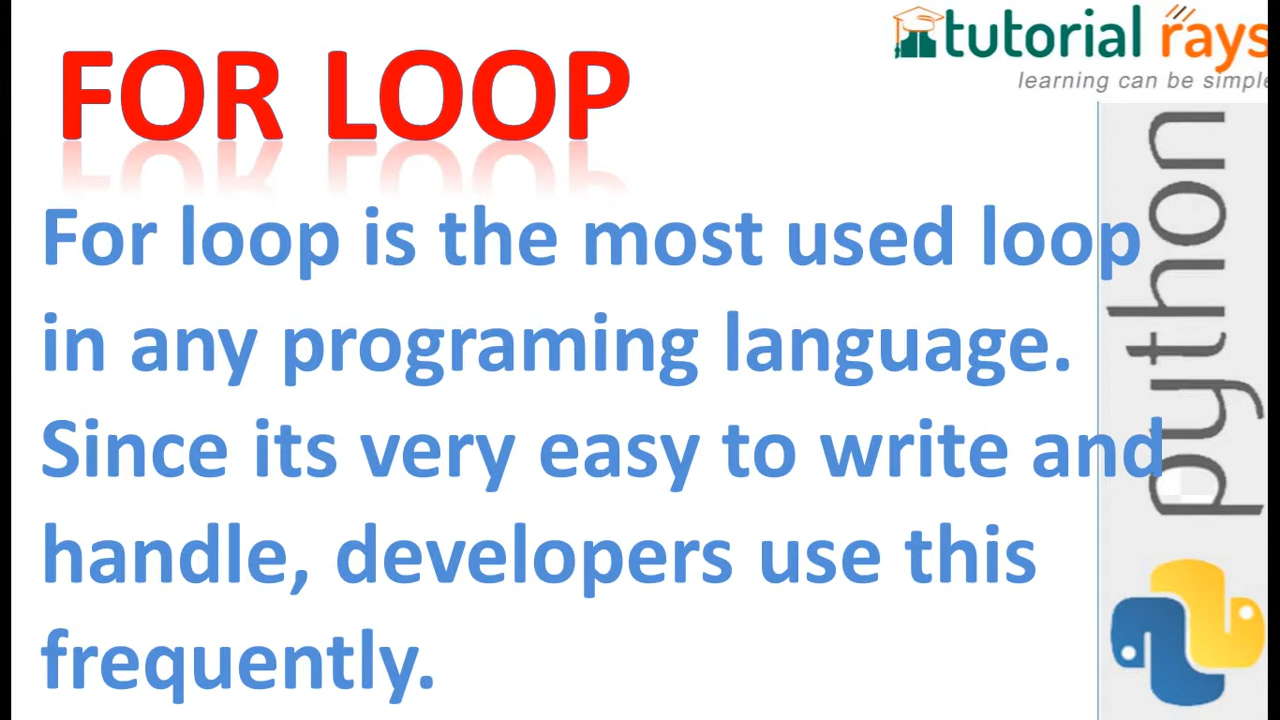 tutorial rays
learning can be simple
FOR LOOP
For loop is the most used loop
in any programing language.
Since its very easy to write and
handle, developers use this
frequently.
python